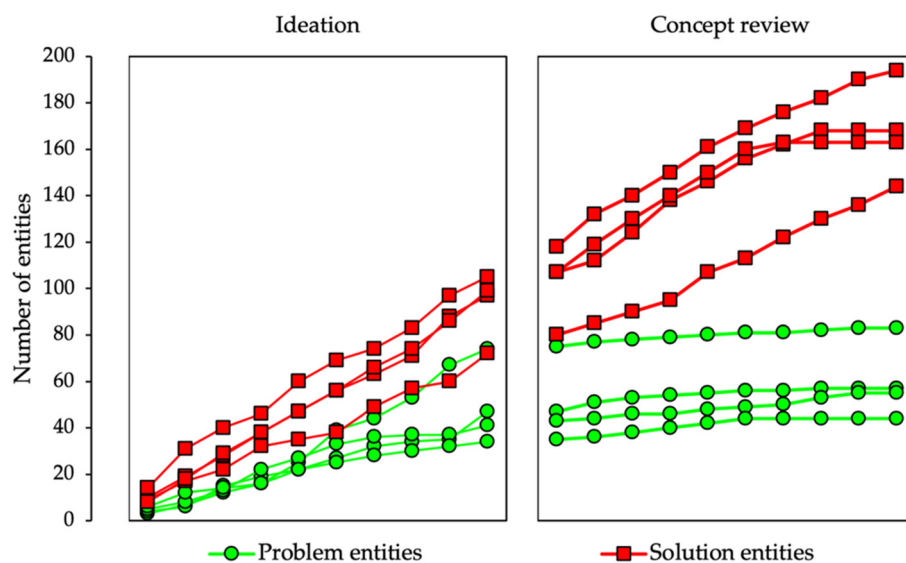 Ideation
Concept review
Number of entities
200
180
160
140
120
100
80
60
40
20
0
Problem entities
Solution entities